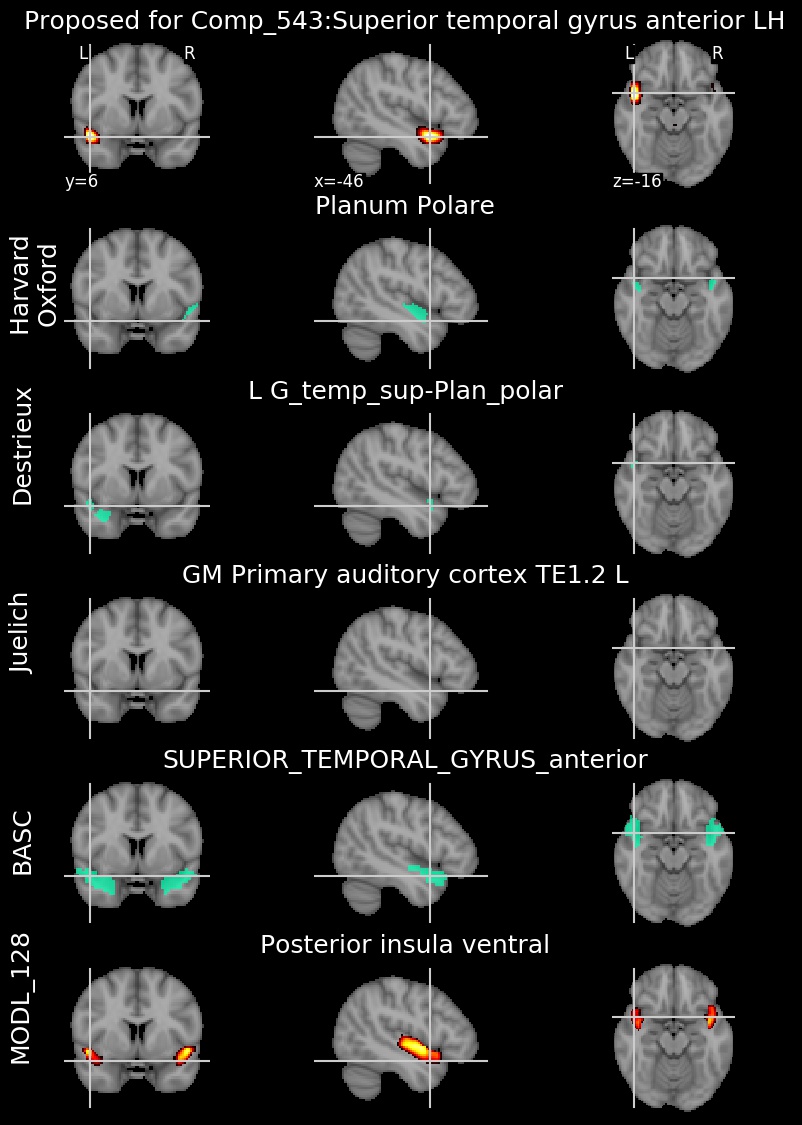 Proposed for Comp_543:Superior temporal gyrus anterior LH
L R
L R
y=6
x=-46
z=-16
Planum Polare
Harvard
Oxford
L G_temp_sup-Plan_polar
Destrieux
GM Primary auditory cortex TE1.2 L
Juelich
SUPERIOR_TEMPORAL_GYRUS_anterior
BASC
Posterior insula ventral
MODL_128